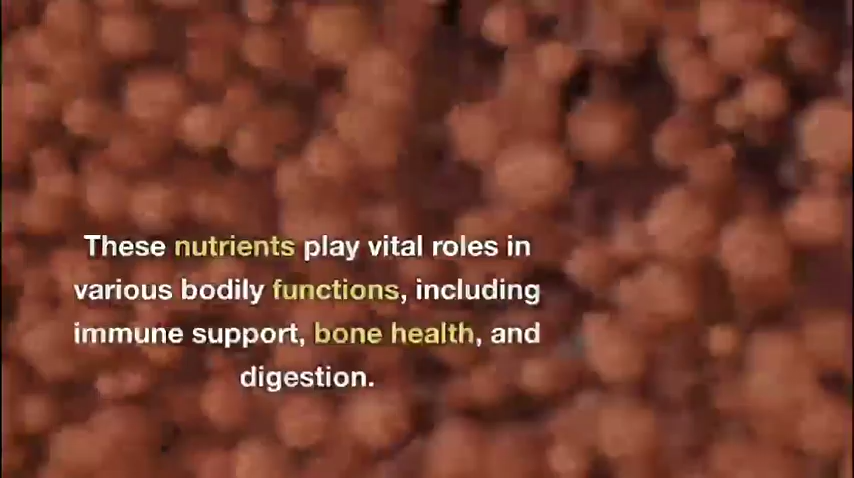 These nutrients play vital roles in
various bodily functions, including
immune support, bone health, and
digestion.